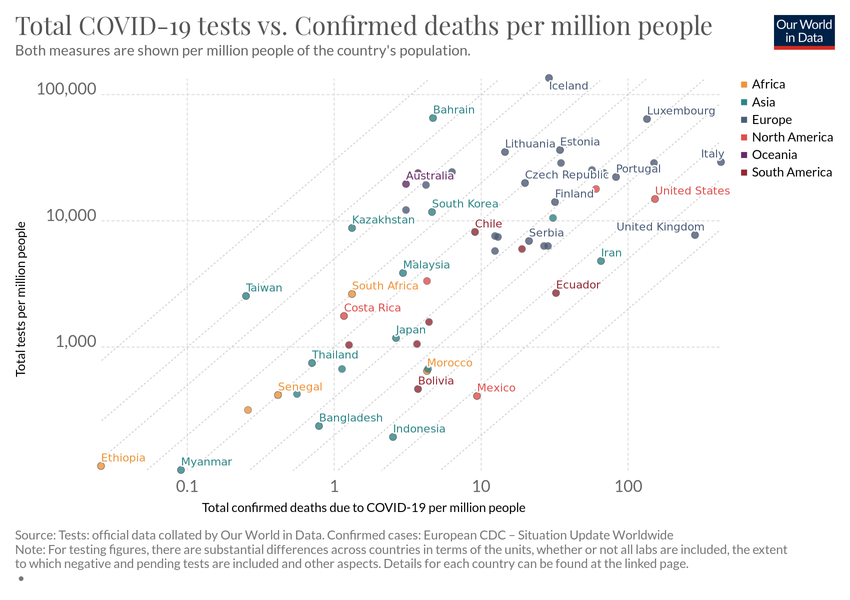 Total COVID-19 tests vs. Confirmed deaths per million people
Both measures are shown per million people of the country's population.
Our World
in Data
100,000
10,000
1,000
Total tests per million people
0.1
1
10
100
Total confirmed deaths due to COVID-19 per million people
Iceland
Bahrain
Luxembourg
Lithuania
Estonia
Italy
Australia
Czech Republic
Portugal
Finland
United States
South Korea
Kazakhstan
Chile
Serbia
United Kingdom
Malaysia
Iran
Taiwan
South Africa
Ecuador
Costa Rica
Japan
Thailand
Morocco
Senegal
Bolivia
Mexico
Bangladesh
Indonesia
Ethiopia
Myanmar
Africa
Asia
Europe
North America
Oceania
South America
Source: Tests: official data collated by Our World in Data. Confirmed cases: European CDC – Situation Update Worldwide
Note: For testing figures, there are substantial differences across countries in terms of the units, whether or not all labs are included, the extent
to which negative and pending tests are included and other aspects. Details for each country can be found at the linked page.